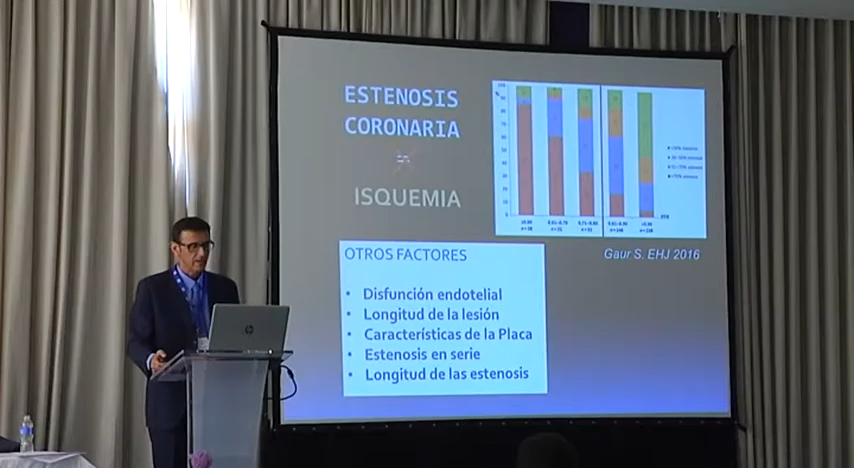 ESTENOSIS
CORONARIA
=
ISQUEMIA
%
Gaur S. EHJ 2016
OTROS FACTORES
• Disfunción endotelial
• Longitud de la lesión
• Características de la Placa
• Estenosis en serie
• Longitud de las estenosis
hp